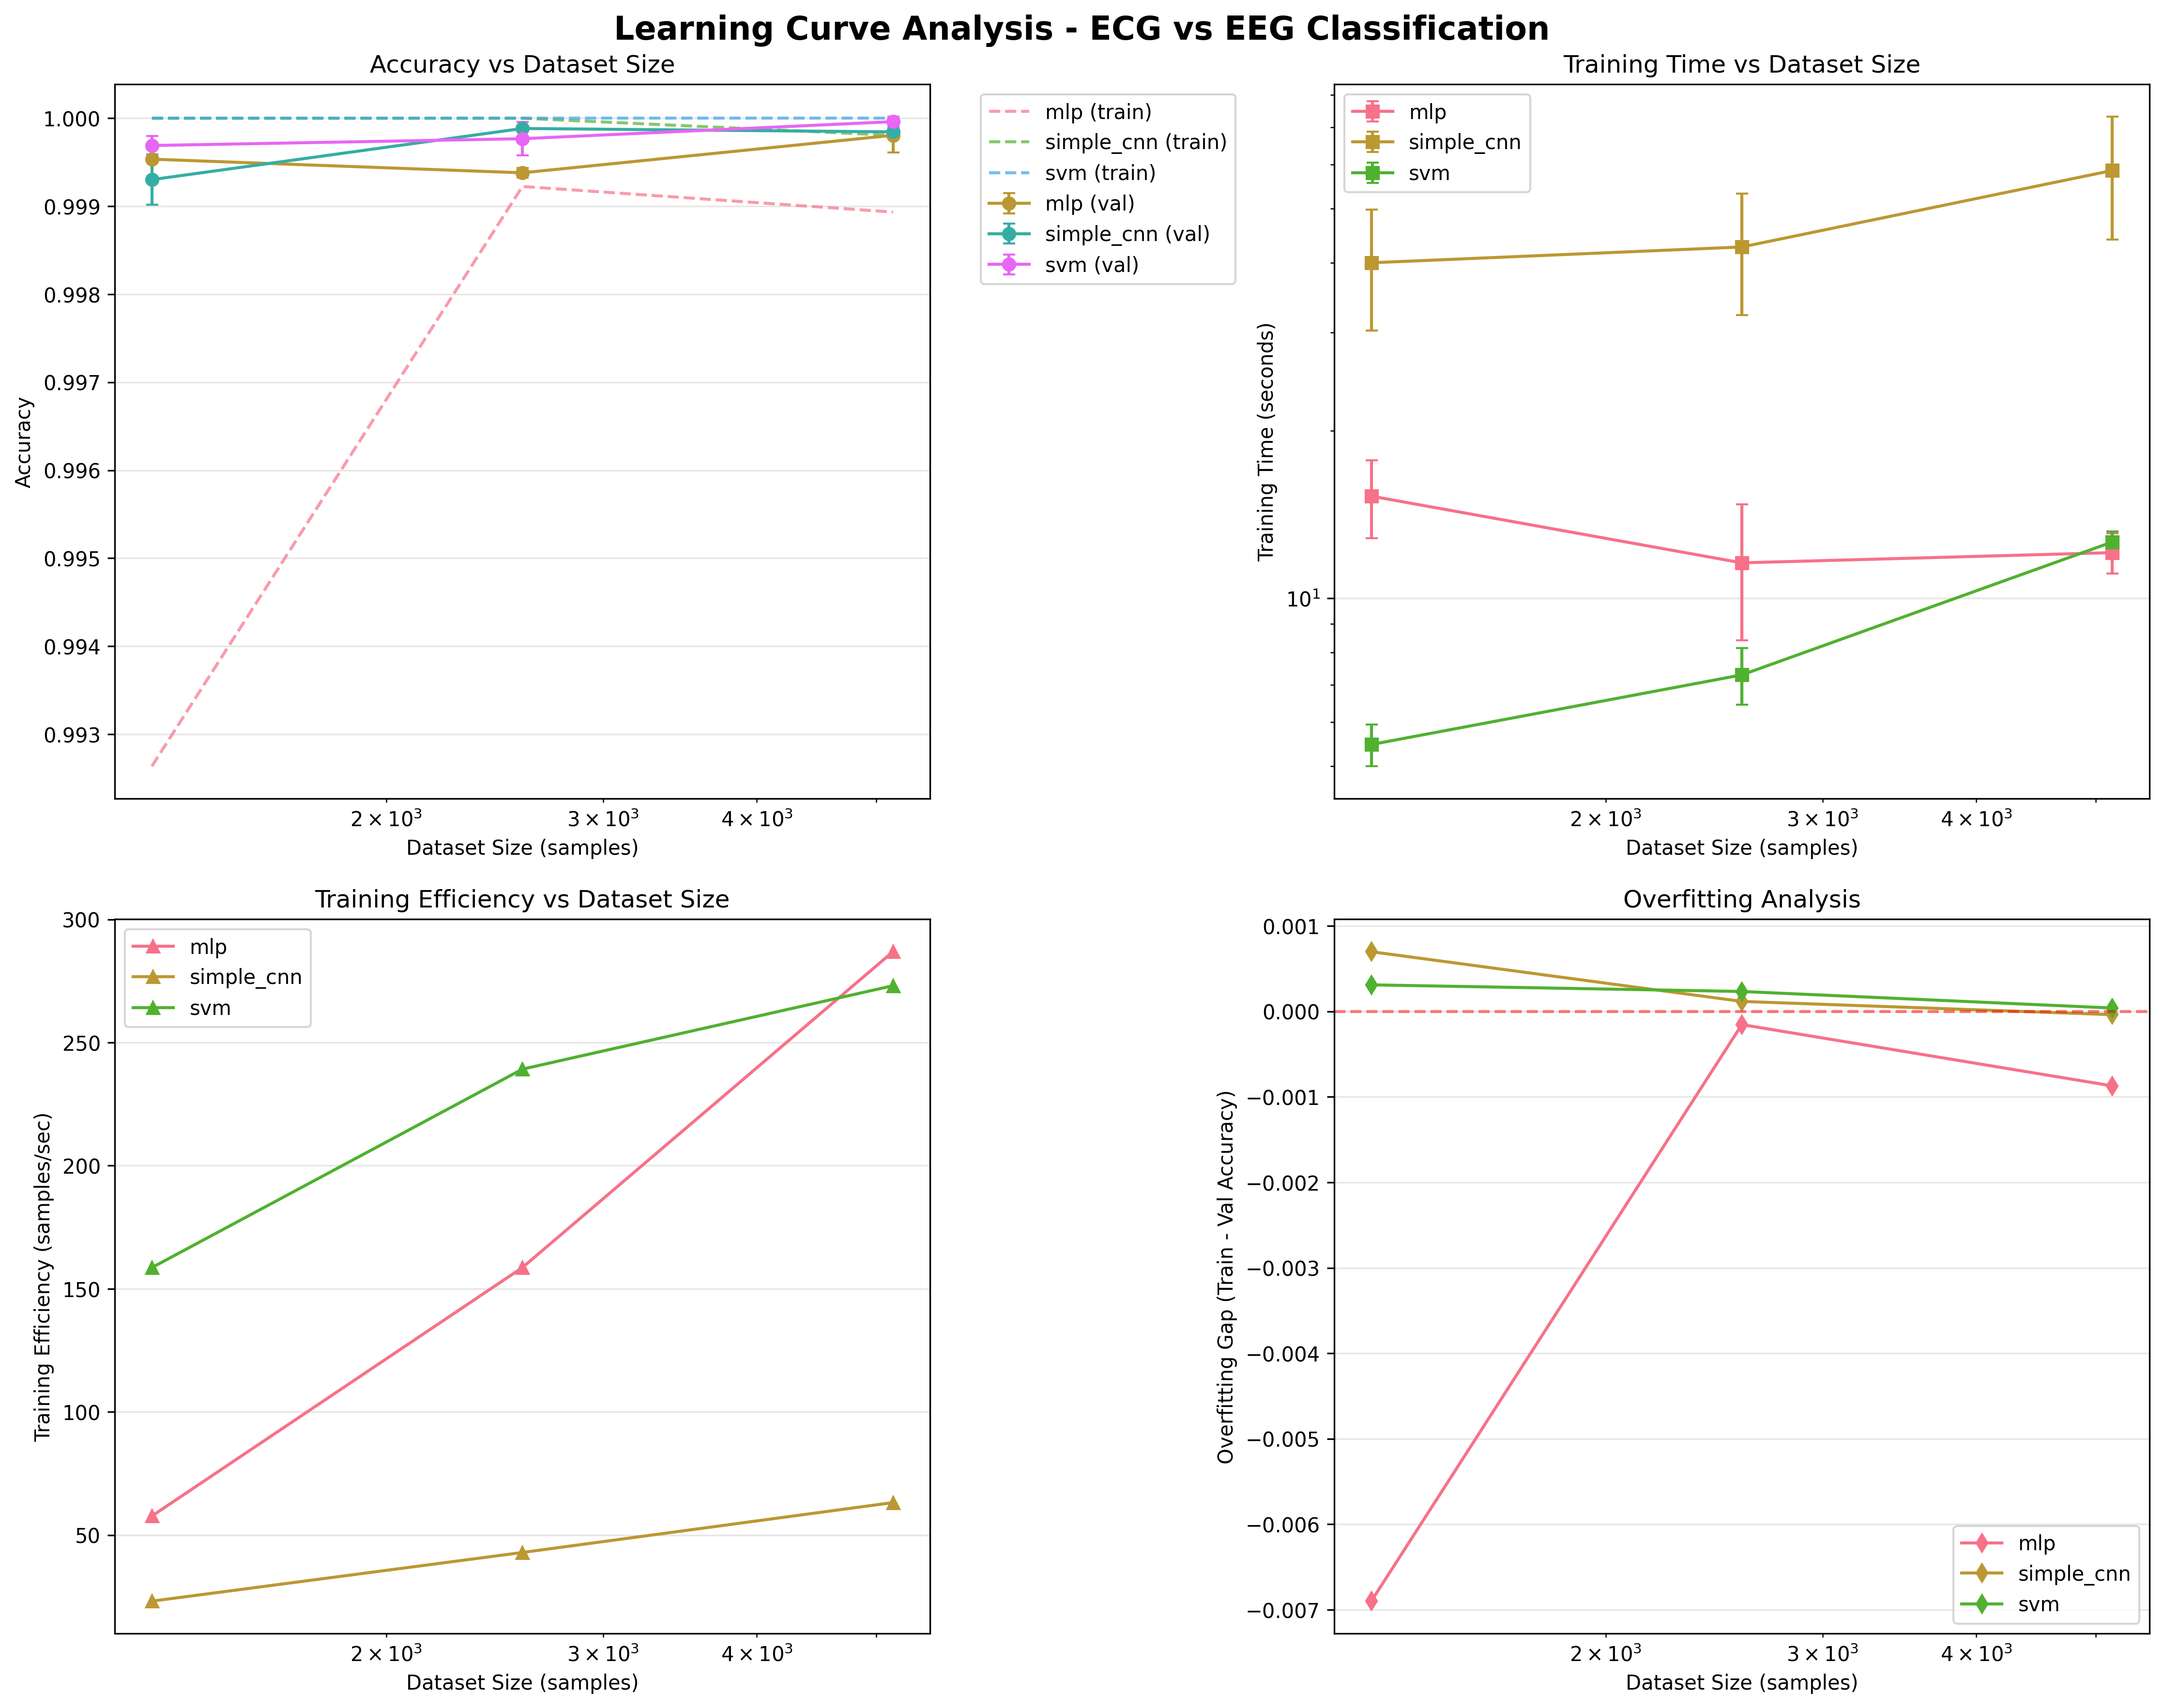 Learning Curve Analysis - ECG vs EEG Classification
Accuracy vs Dataset Size
1.000
0.999
0.998
0.997
0.996
0.995
0.994
0.993
Accuracy
2 × 10³
3 × 10³
4 × 10³
Dataset Size (samples)
mlp (train)
simple_cnn (train)
svm (train)
mlp (val)
simple_cnn (val)
svm (val)
Training Time vs Dataset Size
mlp
simple_cnn
svm
10¹
Training Time (seconds)
2 × 10³
3 × 10³
4 × 10³
Dataset Size (samples)
Training Efficiency vs Dataset Size
mlp
simple_cnn
svm
300
250
200
150
100
50
Training Efficiency (samples/sec)
2 × 10³
3 × 10³
4 × 10³
Dataset Size (samples)
Overfitting Analysis
0.001
0.000
−0.001
−0.002
−0.003
−0.004
−0.005
−0.006
−0.007
Overfitting Gap (Train - Val Accuracy)
mlp
simple_cnn
svm
2 × 10³
3 × 10³
4 × 10³
Dataset Size (samples)